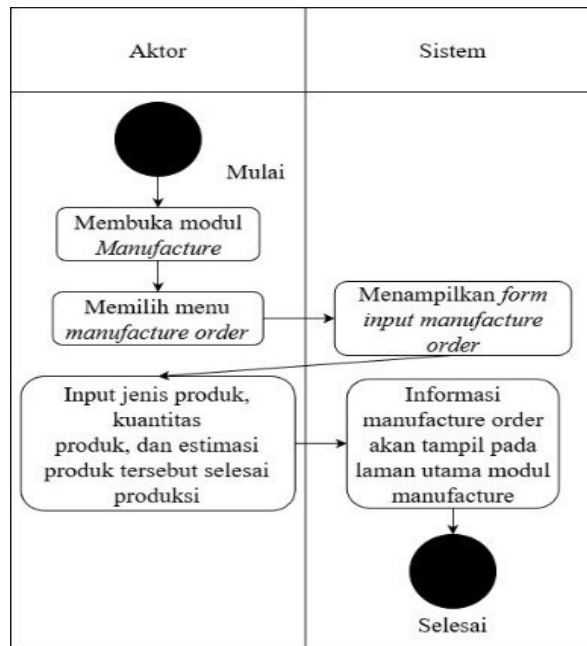 Aktor
Sistem
Mulai
Membuka modul
Manufacture
Memilih menu
manufacture order
Menampilkan form
input manufacture
order
Input jenis produk,
kuantitas
produk, dan estimasi
produk tersebut selesai
produksi
Informasi
manufacture order
akan tampil pada
laman utama modul
manufacture
Selesai